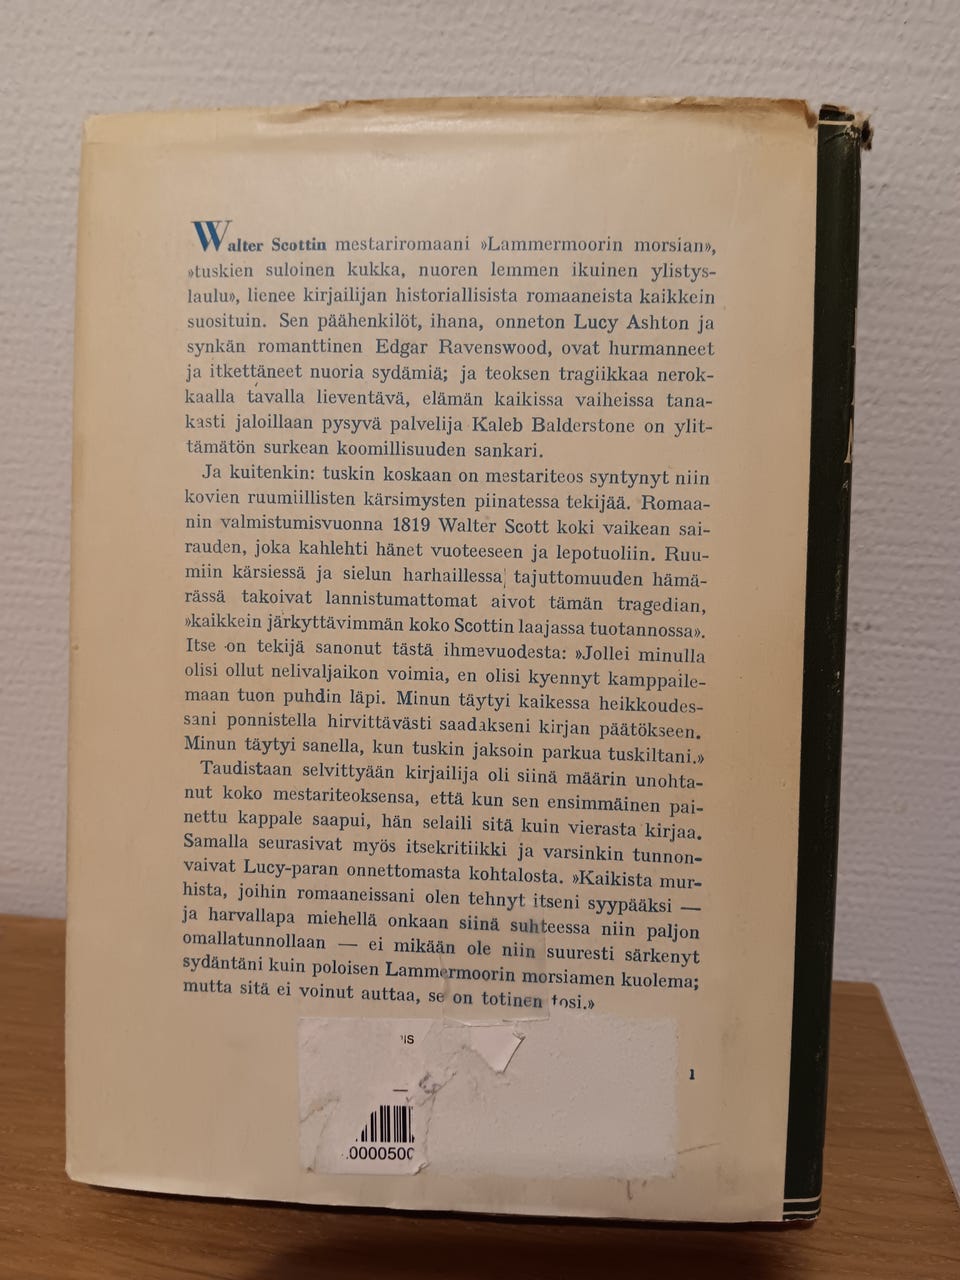 Walter Scottin mestariromaani »Lammermoorin morsian»,
»tuskien suloinen kukka, nuoren lemmen ikuinen ylistys-
laulu», lienee kirjailijan historiallisista romaaneista kaikkein
suosituin. Sen päähenkilöt, ihana, onneton Lucy Ashton ja
synkän romanttinen Edgar Ravenswood, ovat hurmanneet
ja itkettäneet nuoria sydämiä; ja teoksen tragiikkaa nerok-
kaalla tavalla lieventävä, elämän kaikissa vaiheissa tana-
kasti jaloillaan pysyvä palvelija Kaleb Balderstone on ylit-
tämätön surkean koomillisuuden sankari.
Ja kuitenkin: tuskin koskaan on mestariteos syntynyt niin
kovien ruumiillisten kärsimysten piinatessa tekijää. Romaa-
nin valmistumisvuonna 1819 Walter Scott koki vaikean sai-
rauden, joka kahlehti hänet vuoteeseen ja lepotuoliin. Ruu-
miin kärsiessä ja sielun harhaillessa tajuttomuuden hämä-
rässä takoivat lannistumattomat aivot tämän tragedian,
»kaikkein järkyttävimmän koko Scottin laajassa tuotannossa».
Itse on tekijä sanonut tästä ihmevuodesta: »Jollei minulla
olisi ollut nelivaljaikon voimia, en olisi kyennyt kamppaile-
maan tuon puhdin läpi. Minun täytyi kaikessa heikkoudes-
sani ponnistella hirvittävästi saadakseni kirjan päätökseen.
Minun täytyi sanella, kun tuskin jaksoin parkua tuskiltani.»
Taudistaan selvittyään kirjailija oli siinä määrin unohta-
nut koko mestariteoksensa, että kun sen ensimmäinen pai-
nettu kappale saapui, hän selaili sitä kuin vierasta kirjaa.
Samalla seurasivat myös itsekritiikki ja varsinkin tunnon-
vaivat Lucy-paran onnettomasta kohtalosta. »Kaikista mur-
hista, joihin romaaneissani olen tehnyt itseni syypääksi —
ja harvallapa miehellä onkaan siinä suhteessa niin paljon
omallatunnollaan — ei mikään ole niin suuresti särkenyt
sydäntäni kuin poloisen Lammermoorin morsiamen kuolema;
mutta sitä ei voinut auttaa, se on totinen tosi.»
IS
1
000050